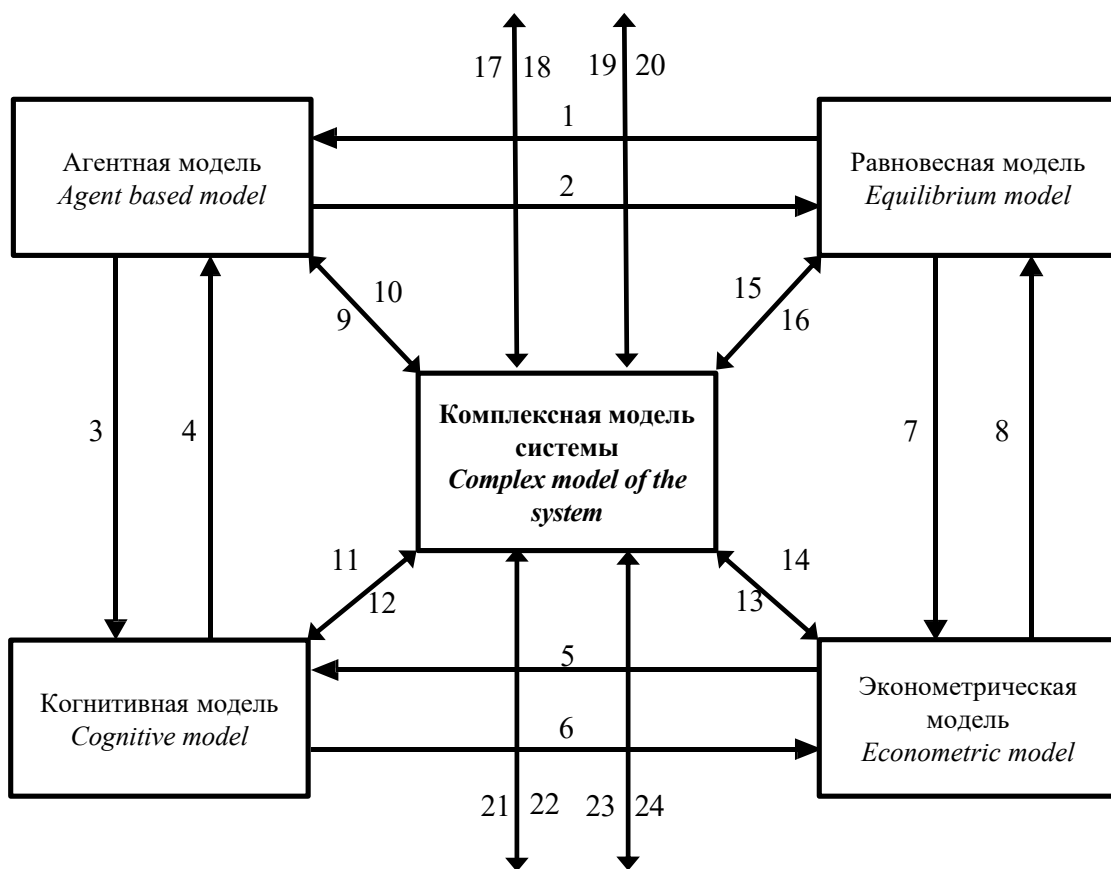 17 18 19 20
1
Агентная модель
Agent based model
2
Равновесная модель
Equilibrium model
10
9
15
16
3 4
Комплексная модель
системы
Complex model of the
system
7 8
11
12
14
13
5
Когнитивная модель
Cognitive model
6
Эконометрическая
модель
Econometric model
21 22 23 24